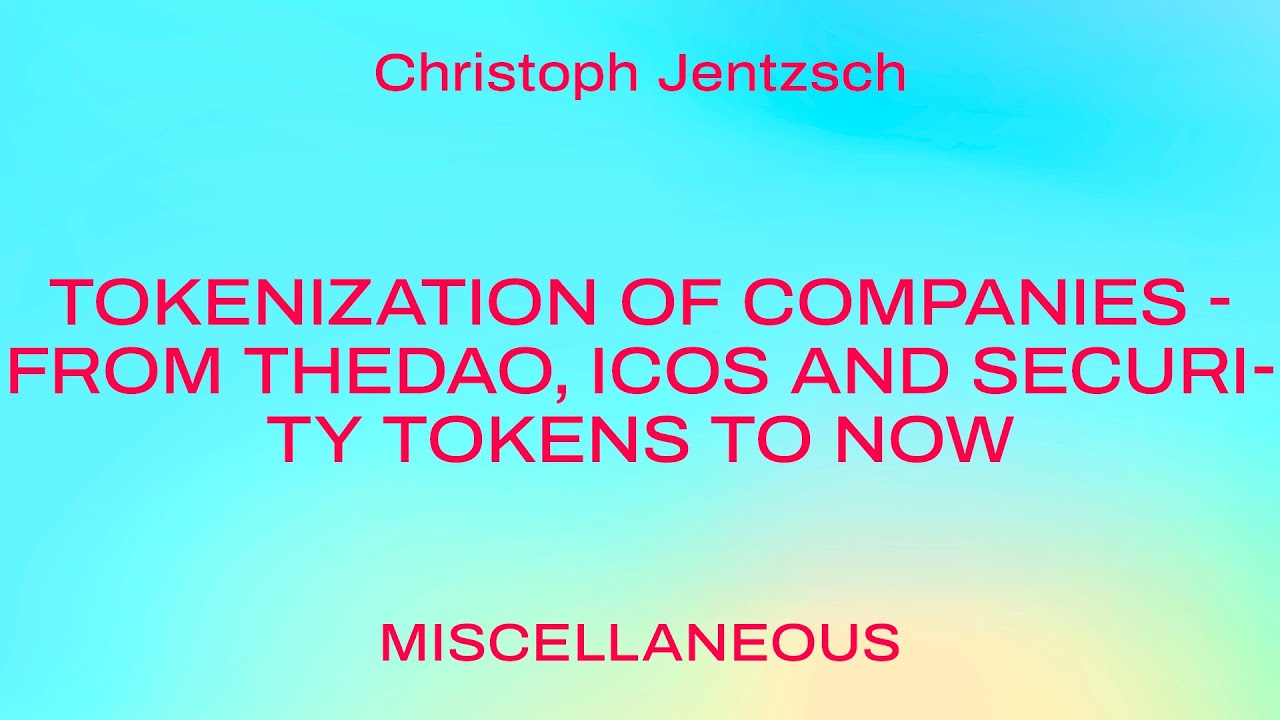 Christoph Jentzsch
TOKENIZATION OF COMPANIES -
FROM THEDAO, ICOS AND SECURI-
TY TOKENS TO NOW
MISCELLANEOUS